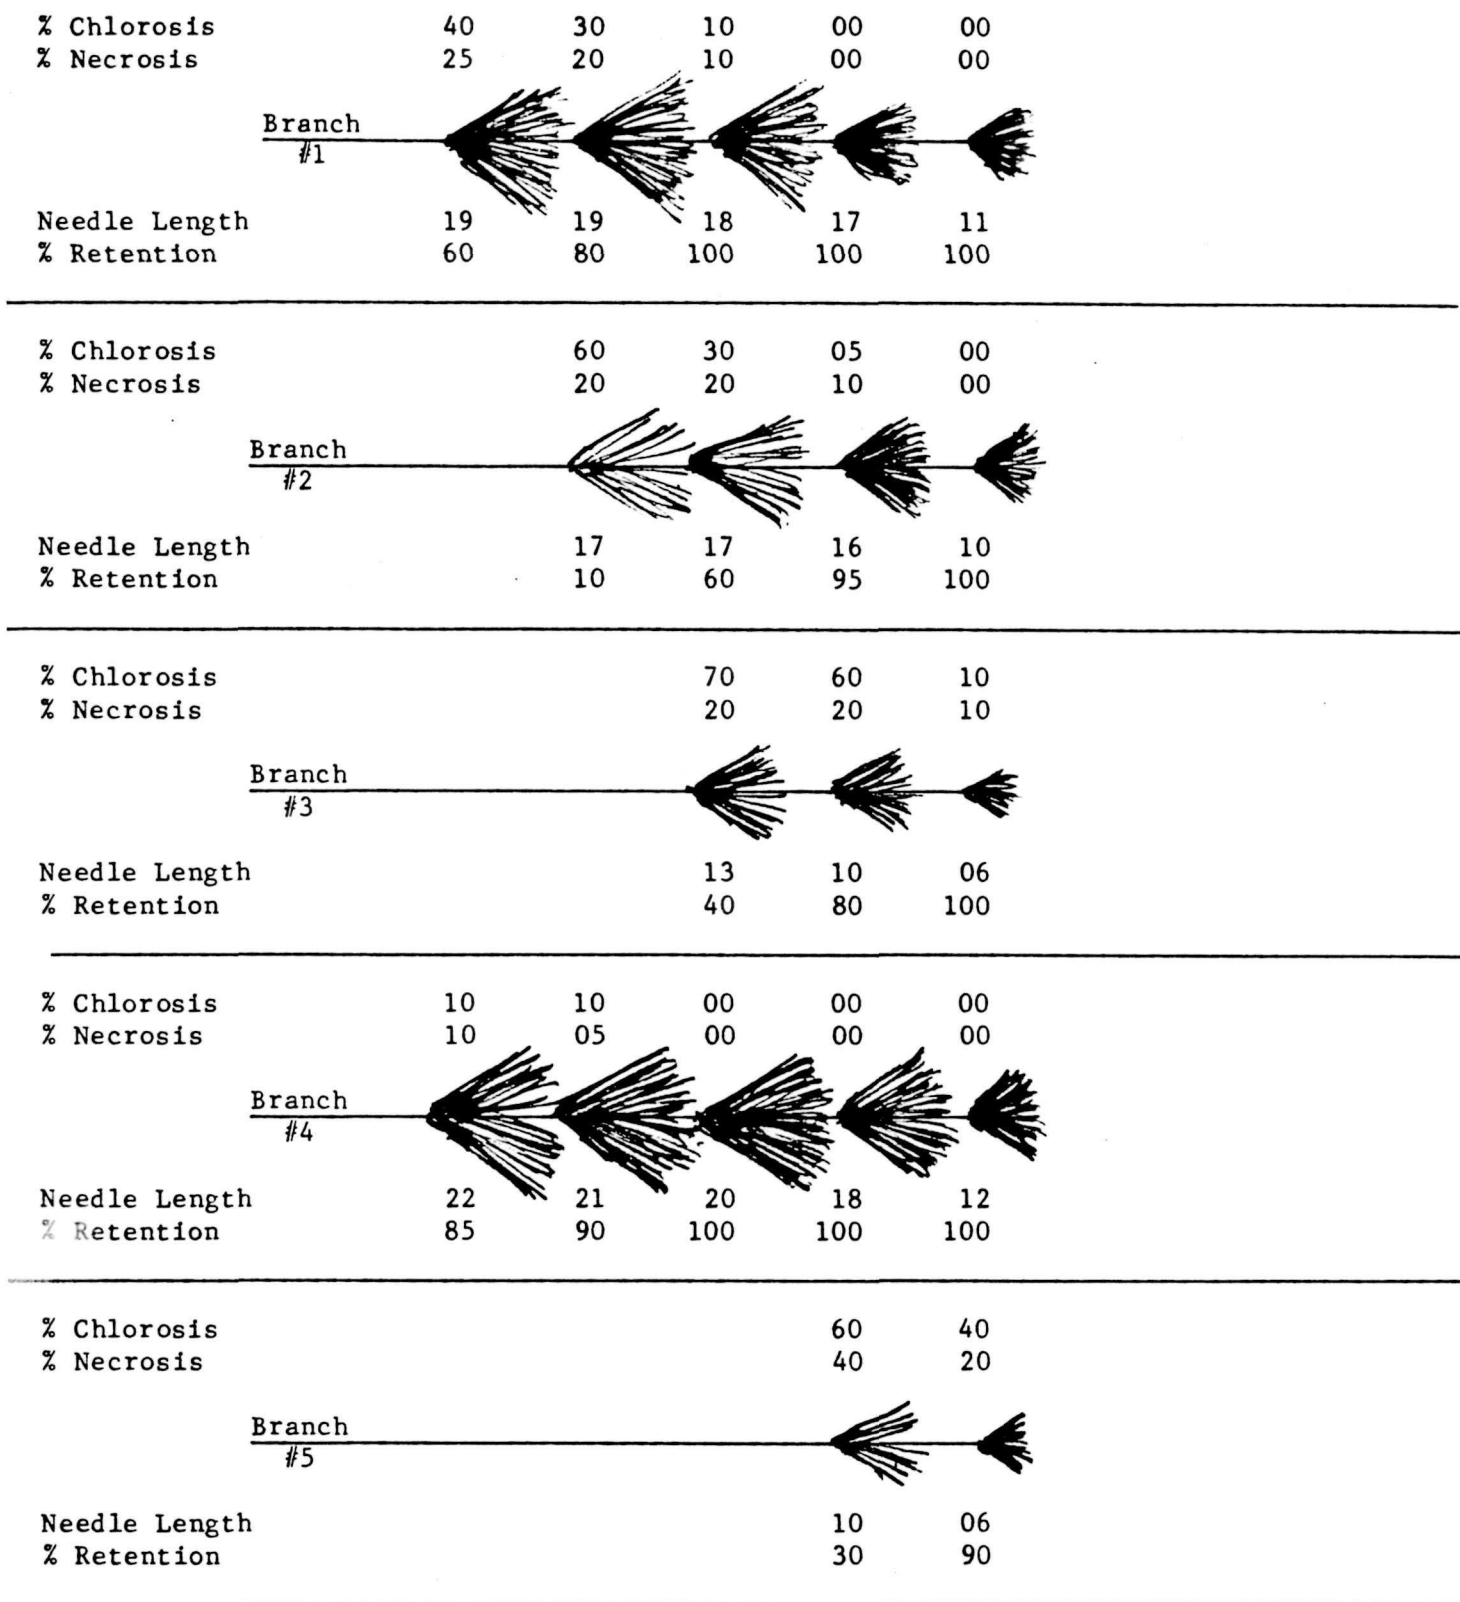 % Chlorosis 40 30 10 00 00
% Necrosis 25 20 10 00 00
Branch
#1
Needle Length 19 19 18 17 11
% Retention 60 80 100 100 100
% Chlorosis 60 30 05 00
% Necrosis 20 20 10 00
Branch
#2
Needle Length 17 17 16 10
% Retention 10 60 95 100
% Chlorosis 70 60 10
% Necrosis 20 20 10
Branch
#3
Needle Length 13 10 06
% Retention 40 80 100
% Chlorosis 10 10 00 00 00
% Necrosis 10 05 00 00 00
Branch
#4
Needle Length 22 21 20 18 12
% Retention 85 90 100 100 100
% Chlorosis 60 40
% Necrosis 40 20
Branch
#5
Needle Length 10 06
% Retention 30 90